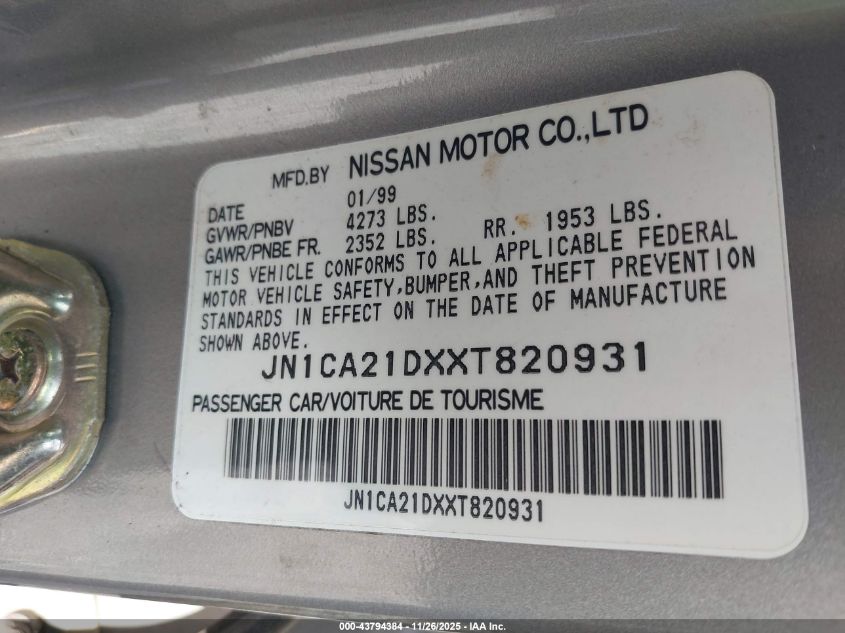 MFD.BY NISSAN MOTOR CO.,LTD
DATE 01/99
GVWR/PNBV 4273 LBS.
GAWR/PNBE FR. 2352 LBS. RR. 1953 LBS.
THIS VEHICLE CONFORMS TO ALL APPLICABLE FEDERAL
MOTOR VEHICLE SAFETY,BUMPER,AND THEFT PREVENTION
STANDARDS IN EFFECT ON THE DATE OF MANUFACTURE
SHOWN ABOVE.
JN1CA21DXXT820931
PASSENGER CAR/VOITURE DE TOURISME
JN1CA21DXXT820931
000-43794384 | 11/26/2025 - IAA Inc.